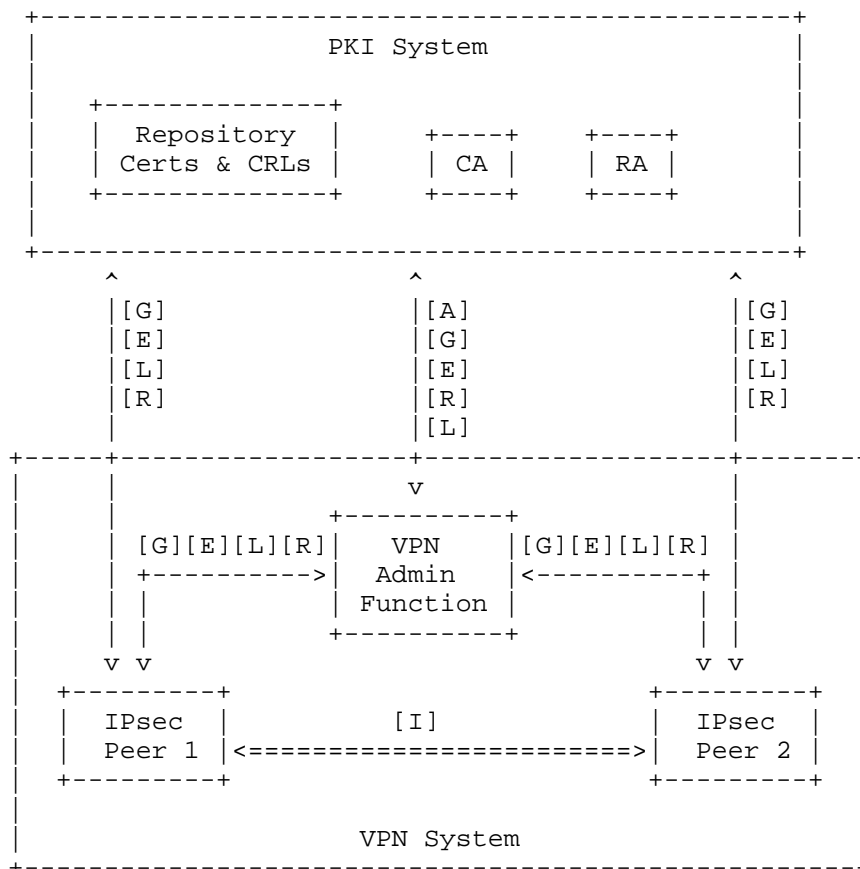 PKI System
Repository
Certs & CRLs CA RA
[G] [A] [G]
[E] [G] [E]
[L] [E] [L]
[R] [R] [R]
[L]
[G][E][L][R] VPN [G][E][L][R]
Admin
Function
IPsec [I] IPsec
Peer 1 Peer 2
VPN System